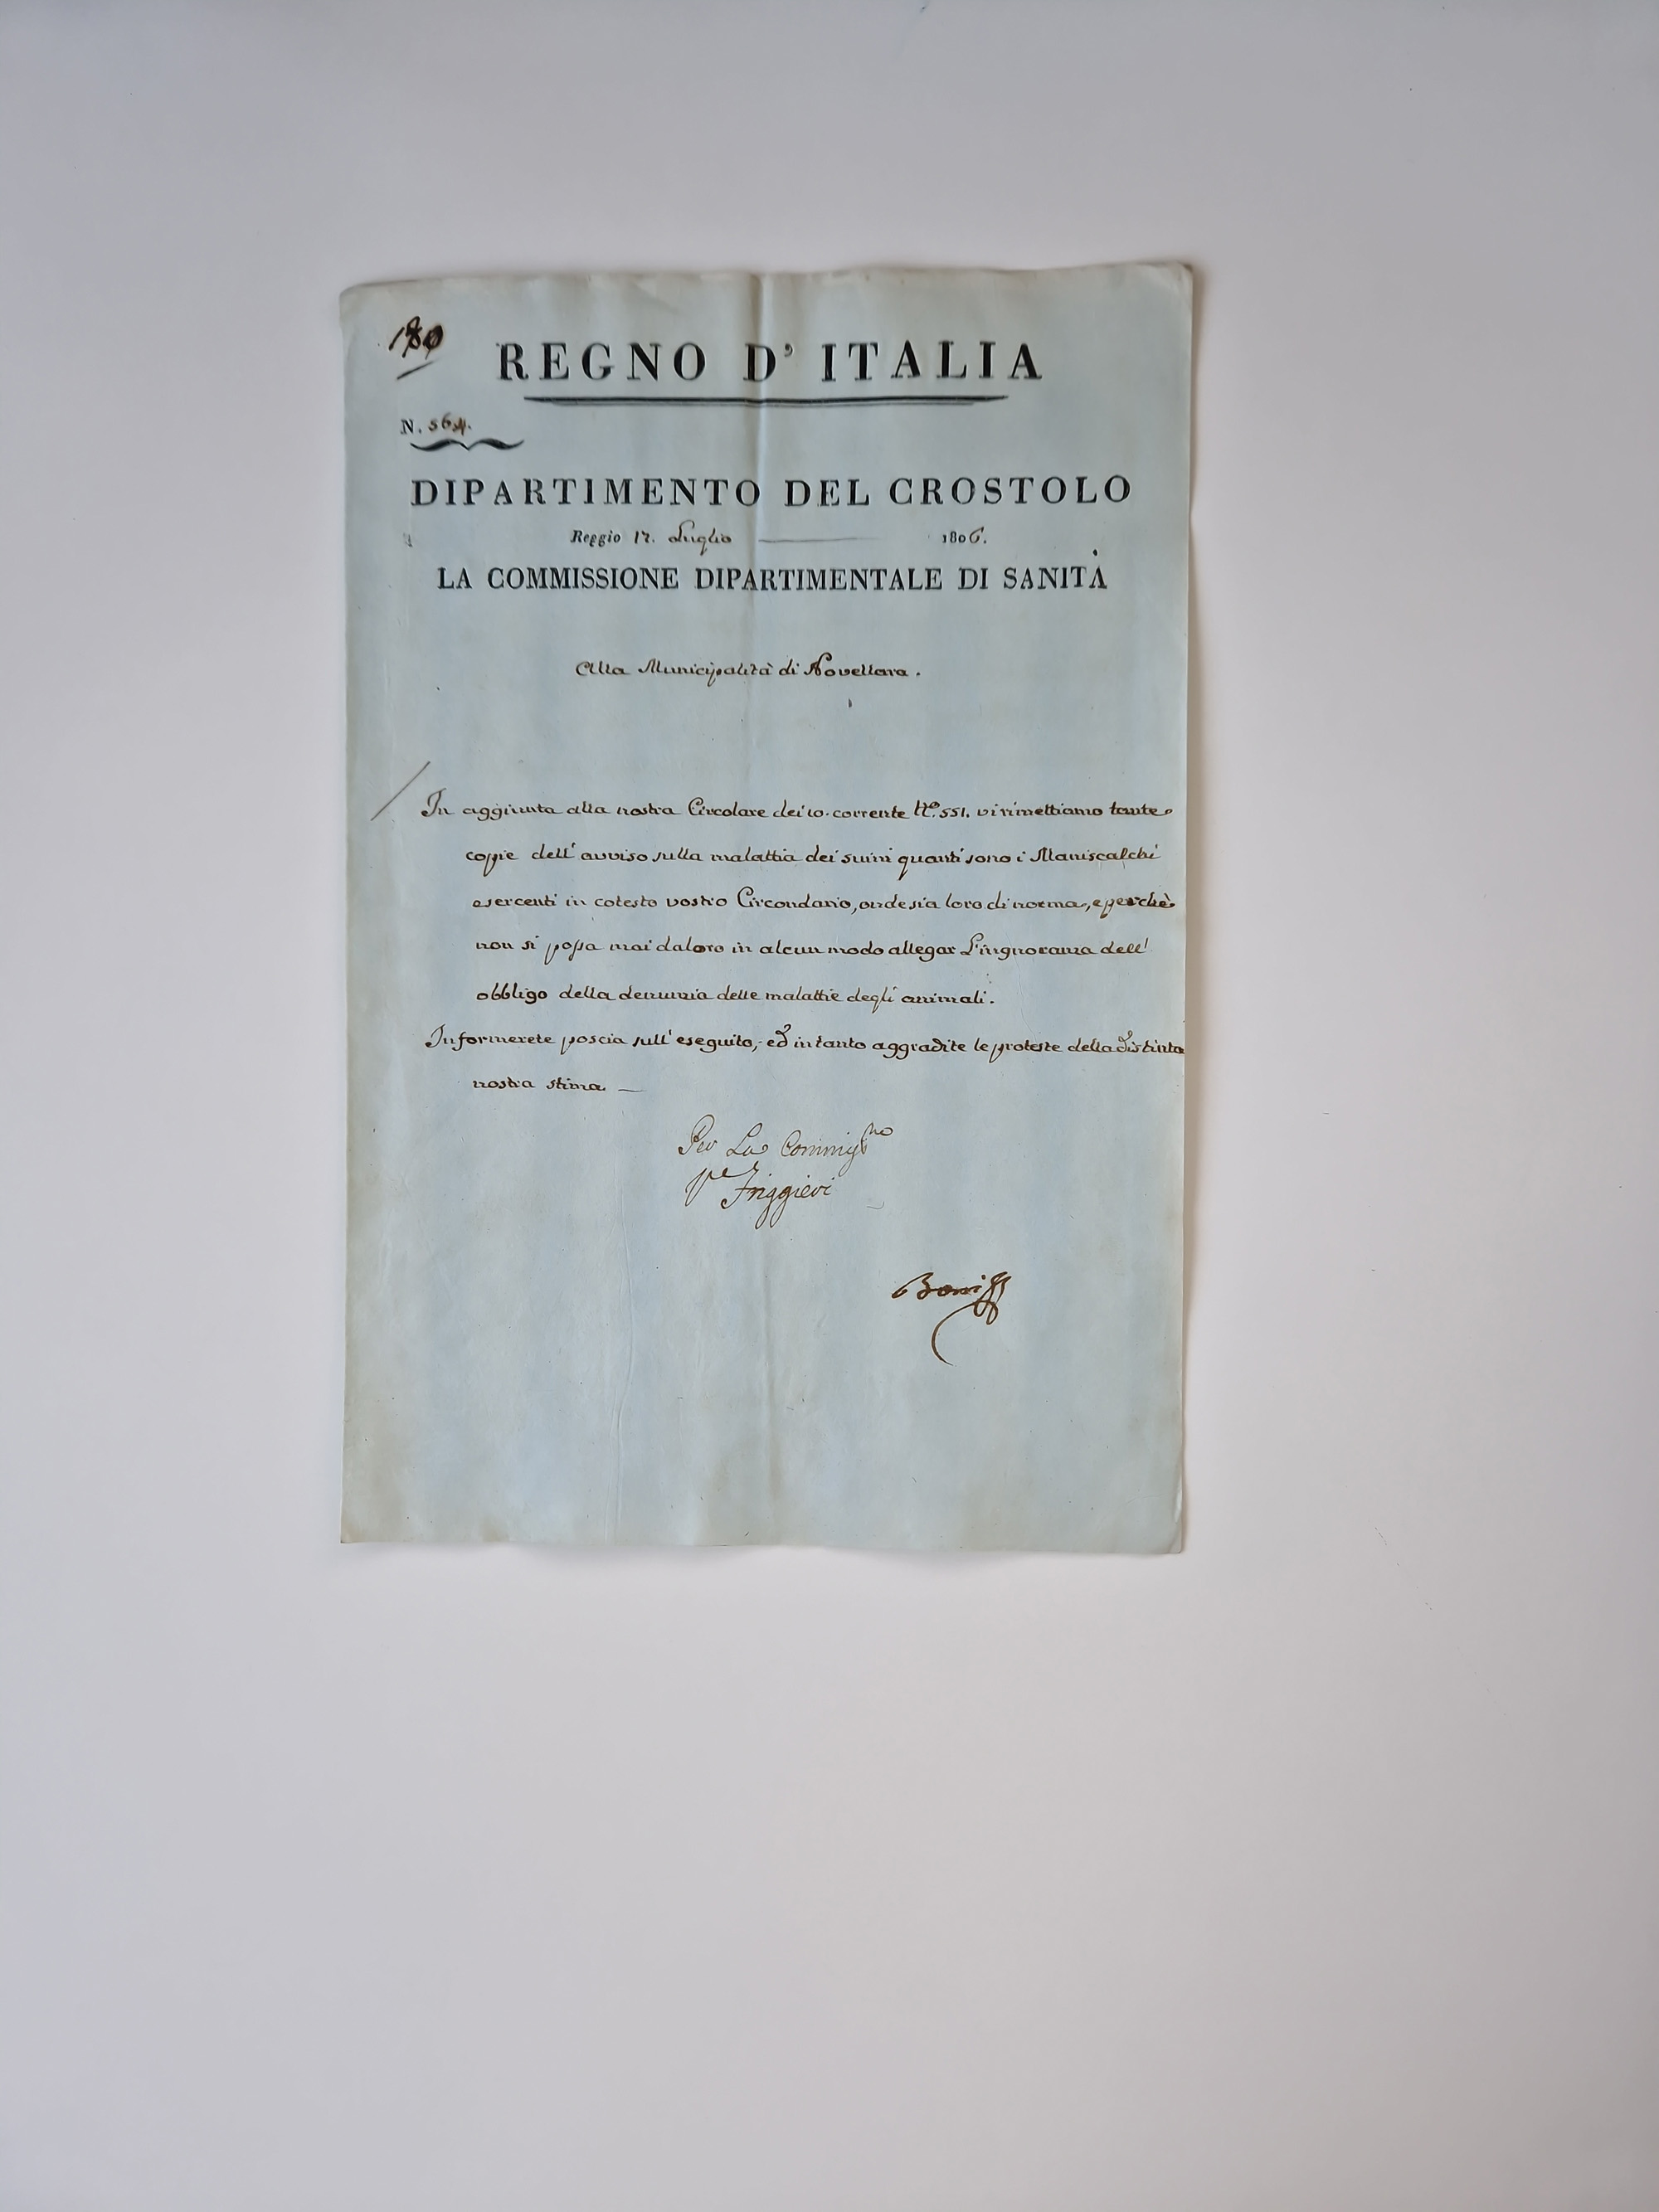 REGNO D' ITALIA
N. 564.
DIPARTIMENTO DEL CROSTOLO
Reggio 17. Luglio 1806.
LA COMMISSIONE DIPARTIMENTALE DI SANITÀ
Alla Municipalità di Novellara.
In aggiunta alla nostra Circolare dei 10. corrente N.º 551. vi rimettiamo tante
copie dell' avviso sulla malattia dei suini quanti sono i Maniscalchi
esercenti in cotesto vostro Circondario, onde sia loro di norma, e perchè
non si possa mai da loro in alcun modo allegar L'ingnoranza dell'
obbligo della denunzia delle malattie degli animali.
Informerete poscia sull' eseguito, ed intanto aggradite le proteste della distinta
nostra stima —
Per La Commiss.ne